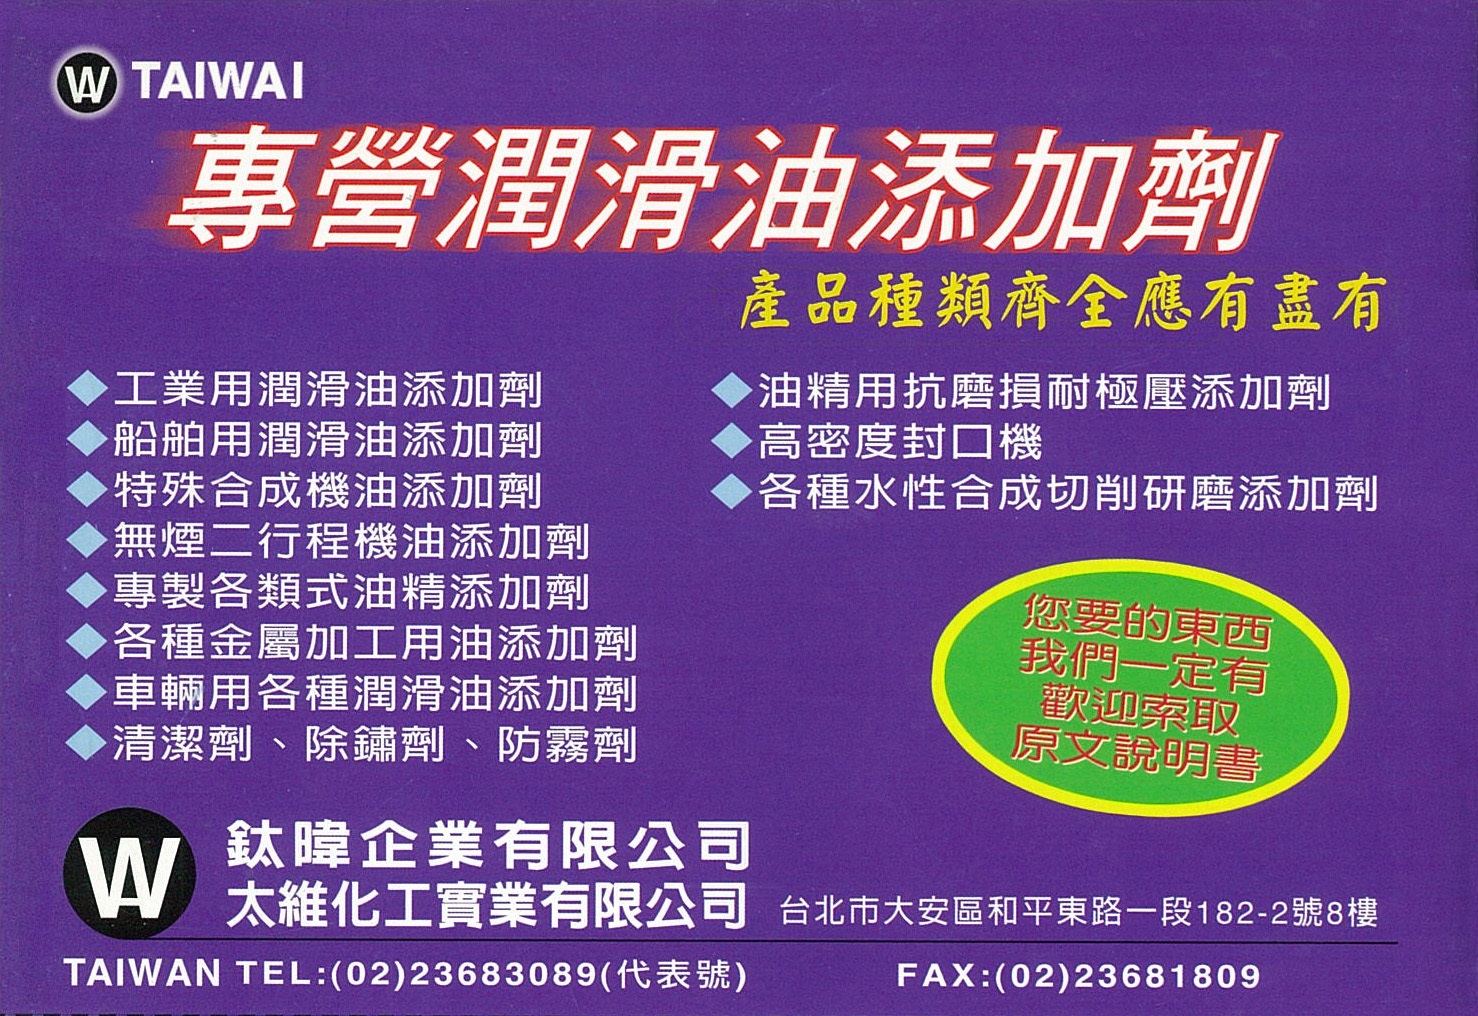 TAIWAI
專營潤滑油添加劑
產品種類齊全應有盡有
◆工業用潤滑油添加劑
◆船舶用潤滑油添加劑
◆特殊合成機油添加劑
◆無煙二行程機油添加劑
◆專製各類式油精添加劑
◆各種金屬加工用油添加劑
◆車輛用各種潤滑油添加劑
◆清潔劑、除鏽劑、防霧劑
◆油精用抗磨損耐極壓添加劑
◆高密度封口機
◆各種水性合成切削研磨添加劑
您要的東西
我們一定有
歡迎索取
原文說明書
鈦暐企業有限公司
太維化工實業有限公司
台北市大安區和平東路一段182-2號8樓
TAIWAN TEL:(02)23683089(代表號)
FAX:(02)23681809